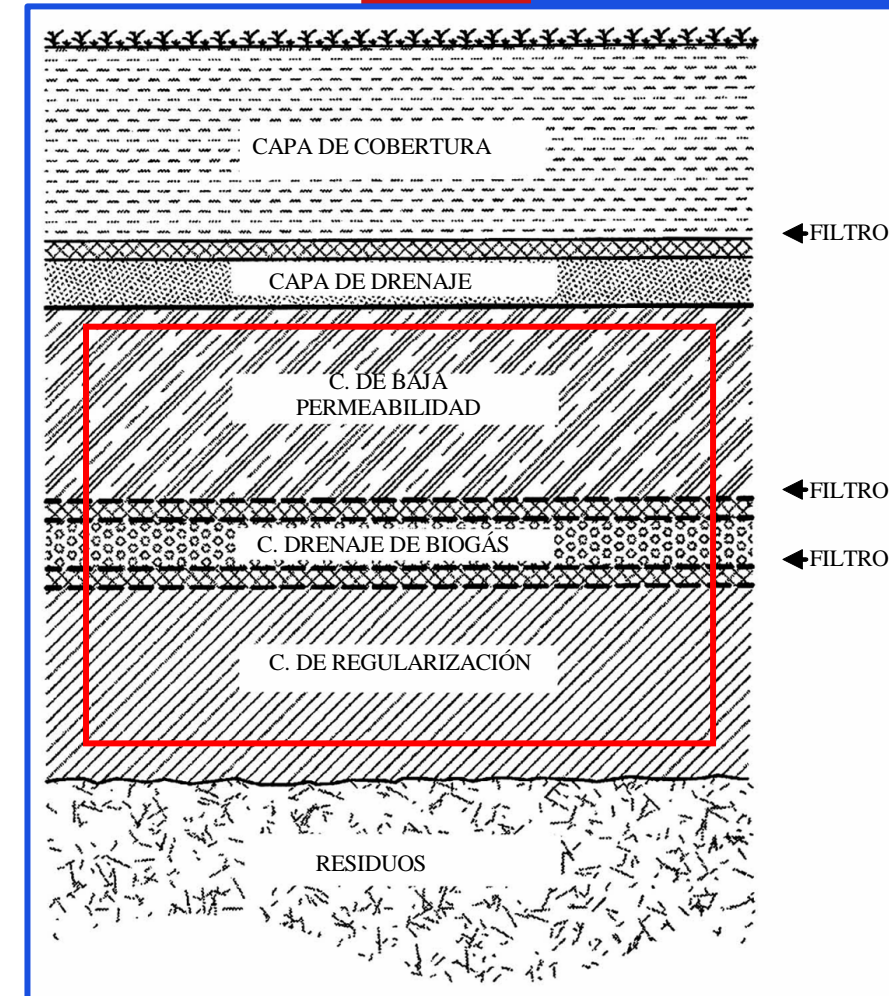 CAPA DE COBERTURA
FILTRO
CAPA DE DRENAJE
C. DE BAJA
PERMEABILIDAD
FILTRO
C. DRENAJE DE BIOGÁS
FILTRO
C. DE REGULARIZACIÓN
RESIDUOS